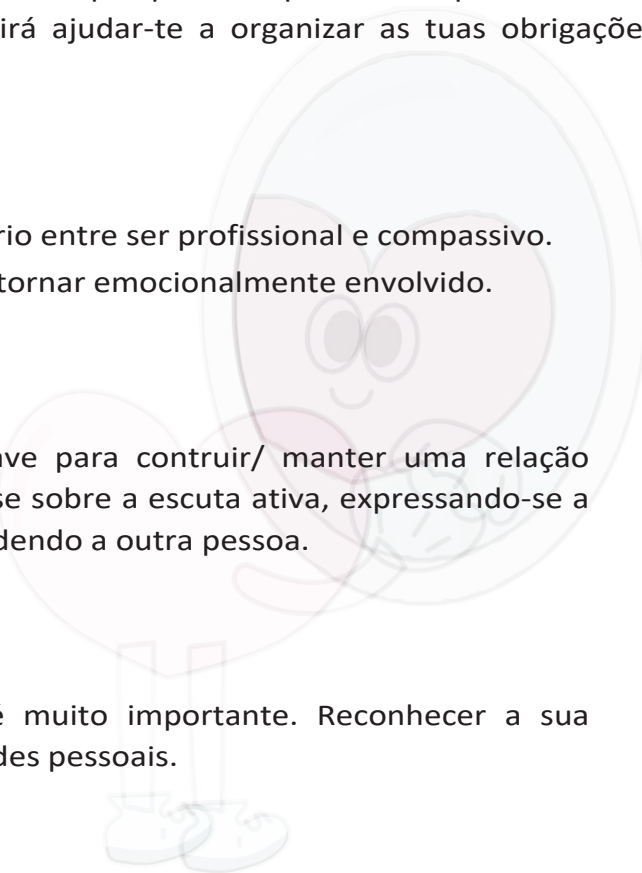 irá ajudar-te a organizar as tuas obrigaçõe
rio entre ser profissional e compassivo.
tornar emocionalmente envolvido.
ave para contruir/ manter uma relação
se sobre a escuta ativa, expressando-se a
dendo a outra pessoa.
é muito importante. Reconhecer a sua
des pessoais.